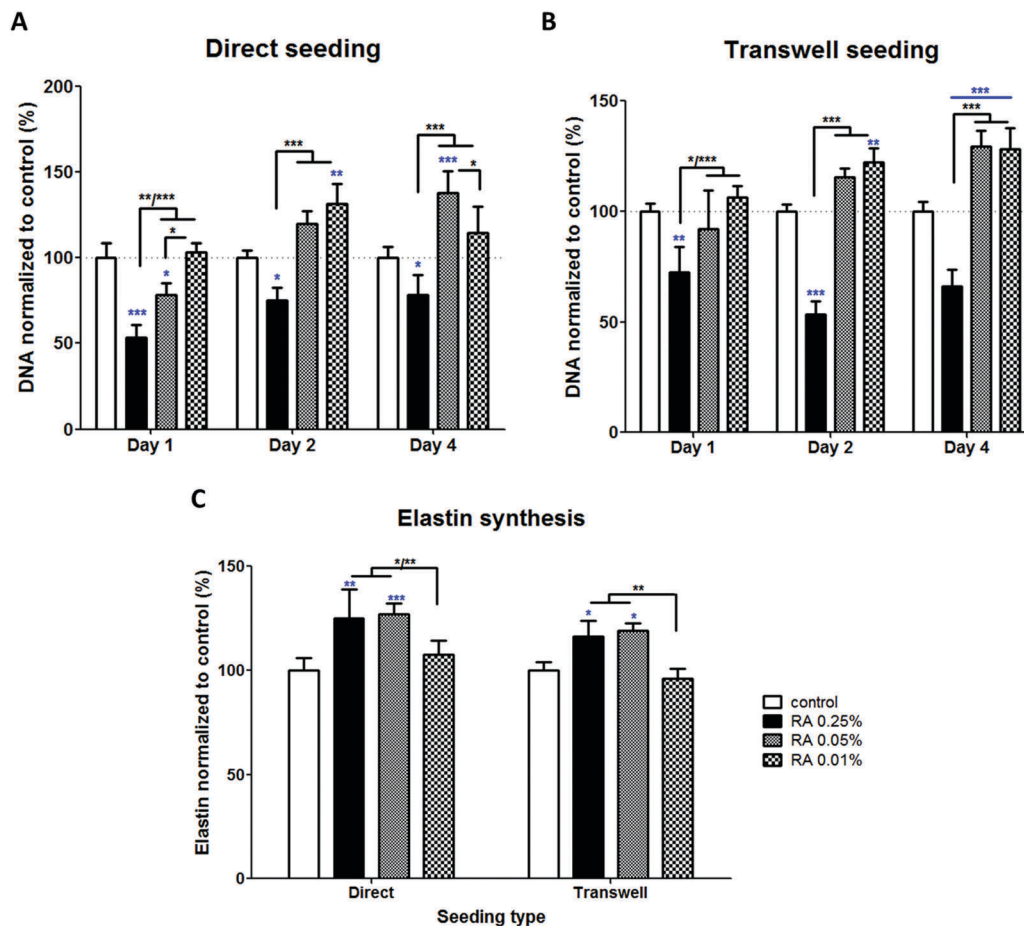 A
Direct seeding
DNA normalized to control (%)
200
150
100
50
0
**/***
*
***
*
***
*
**
***
*
***
*
Day 1
Day 2
Day 4
B
Transwell seeding
DNA normalized to control (%)
150
100
50
0
*/***
**
***
***
**
***
***
Day 1
Day 2
Day 4
C
Elastin synthesis
Elastin normalized to control (%)
150
100
50
0
*/**
**
***
**
*
*
Direct
Transwell
Seeding type
control
RA 0.25%
RA 0.05%
RA 0.01%